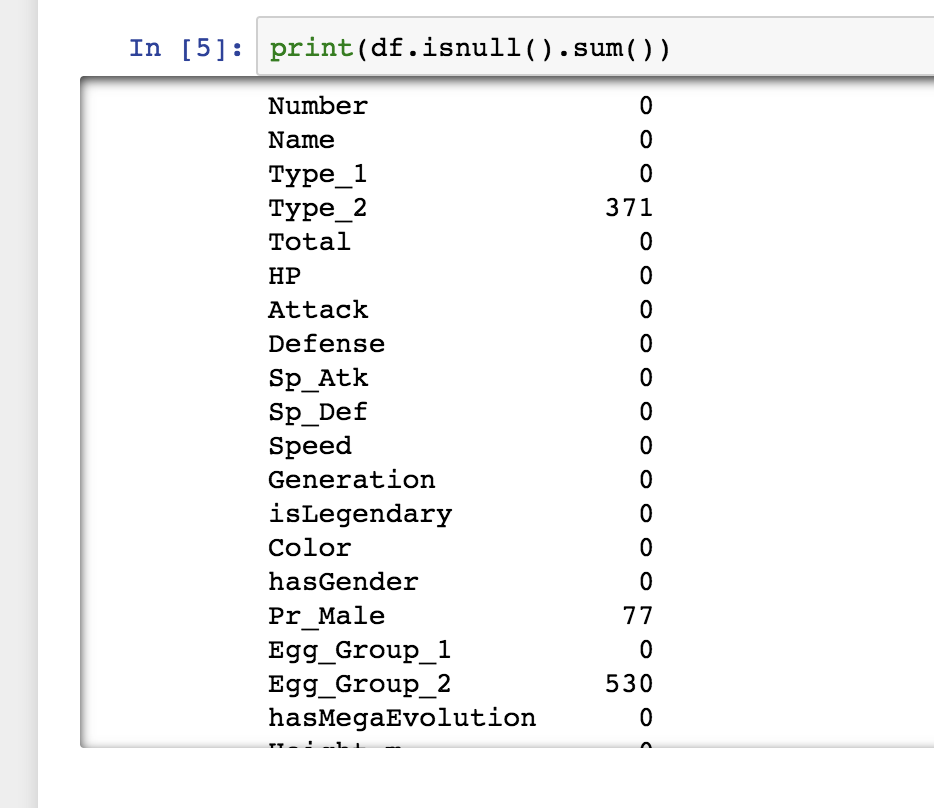 In [5]: print(df.isnull().sum())
Number 0
Name 0
Type_1 0
Type_2 371
Total 0
HP 0
Attack 0
Defense 0
Sp_Atk 0
Sp_Def 0
Speed 0
Generation 0
isLegendary 0
Color 0
hasGender 0
Pr_Male 77
Egg_Group_1 0
Egg_Group_2 530
hasMegaEvolution 0